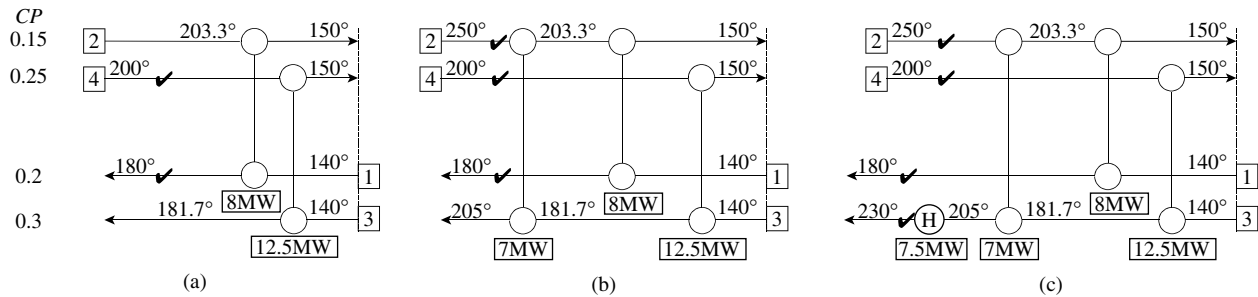 CP
0.15 2 203.3° 150° 2 250° 203.3° 150° 2 250° 203.3° 150°
0.25 4 200° 150° 4 200° 150° 4 200° 150°
0.2 180° 140° 1 180° 140° 1 180° 140° 1
8MW 8MW 8MW
0.3 181.7° 140° 3 205° 181.7° 140° 3 230° H 205° 181.7° 140° 3
12.5MW 7MW 12.5MW 7.5MW 7MW 12.5MW
(a) (b) (c)